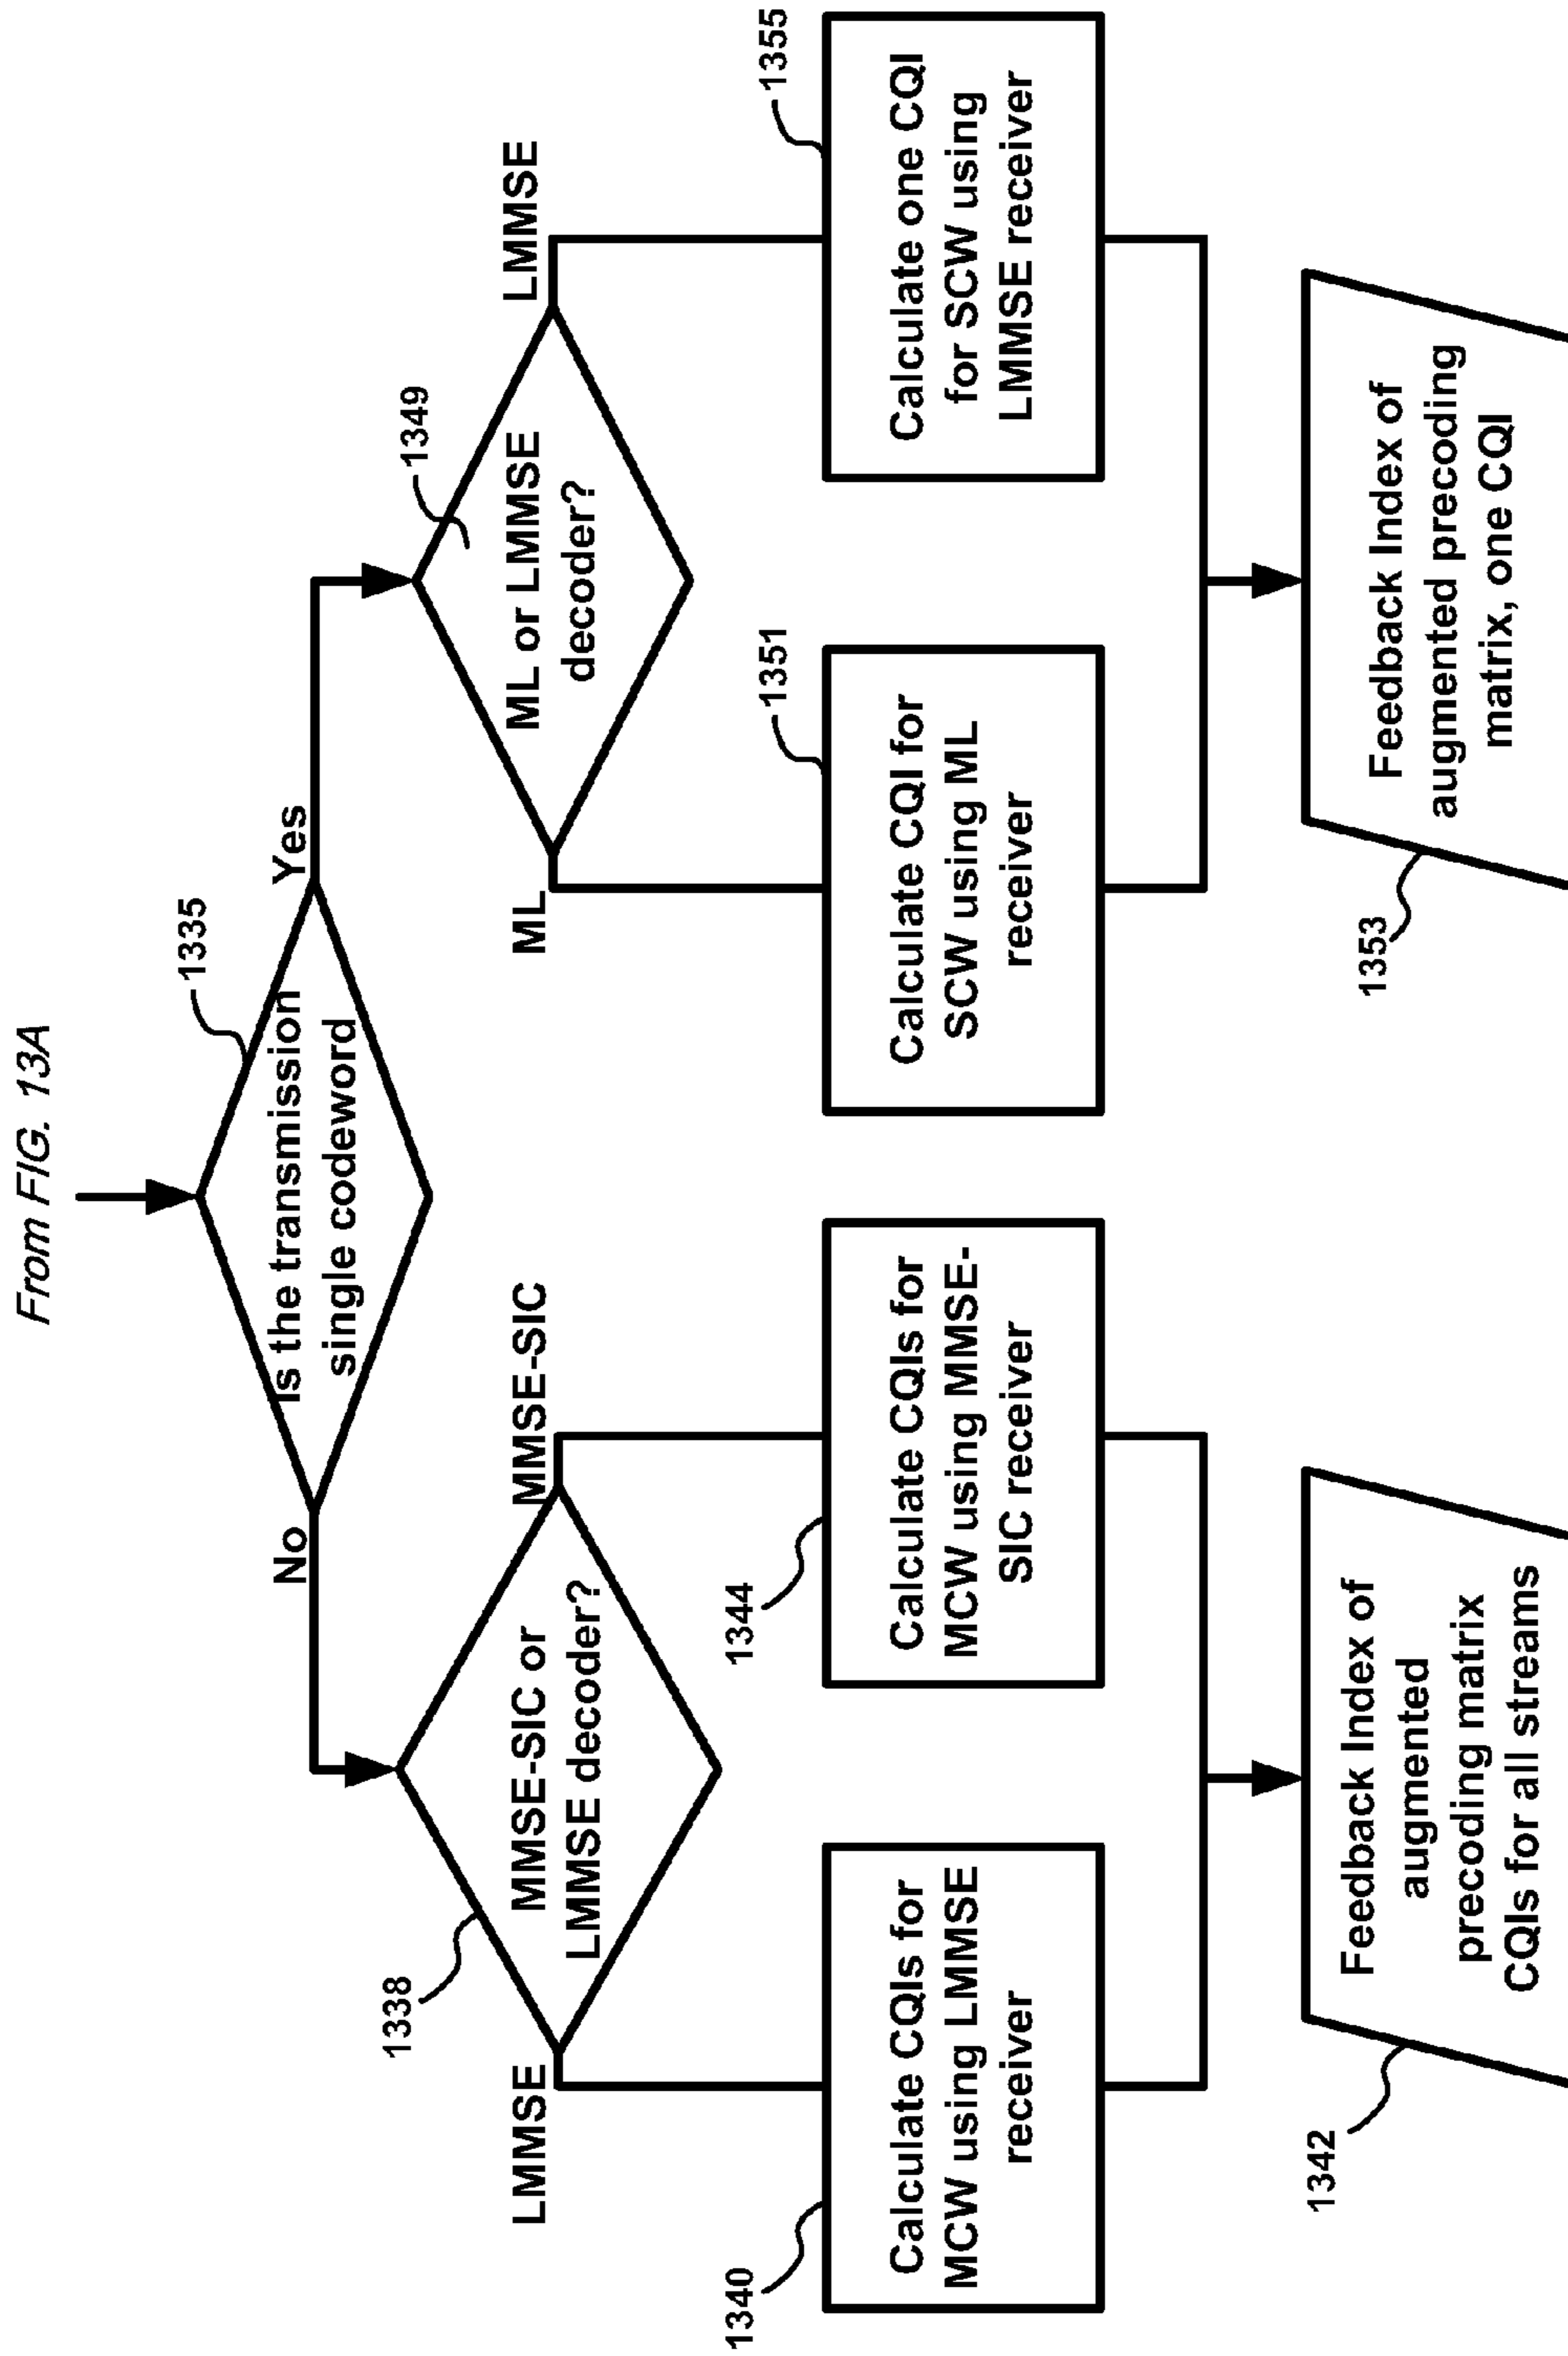 From FIG. 13A
1335
Is the transmission
single codeword
No
Yes
1338
MMSE-SIC or
LMMSE decoder?
LMMSE
MMSE-SIC
1349
ML or LMMSE
decoder?
ML
LMMSE
1340
Calculate CQIs for
MCW using LMMSE
receiver
1344
Calculate CQIs for
MCW using MMSE-
SIC receiver
1351
Calculate CQI for
SCW using ML
receiver
1355
Calculate one CQI
for SCW using
LMMSE receiver
1342
Feedback Index of
augmented
precoding matrix
CQIs for all streams
1353
Feedback Index of
augmented precoding
matrix, one CQI